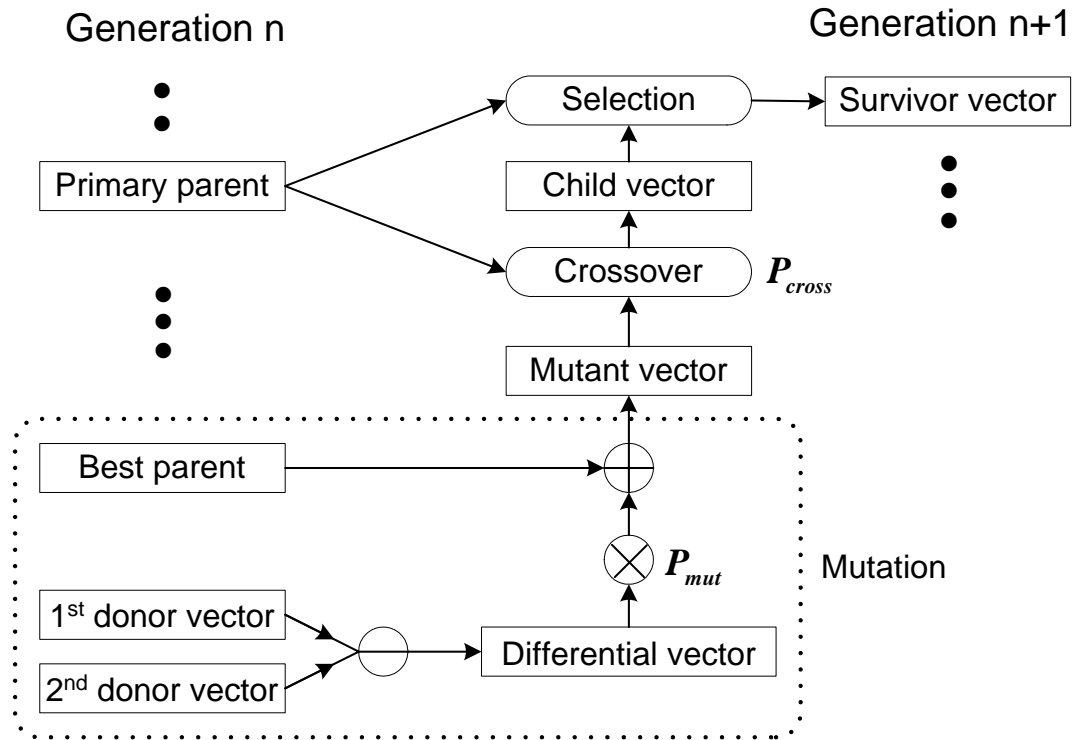 Generation n
Generation n+1
Selection
Survivor vector
Primary parent
Child vector
Crossover
P_cross
Mutant vector
Best parent
P_mut
Mutation
1st donor vector
Differential vector
2nd donor vector